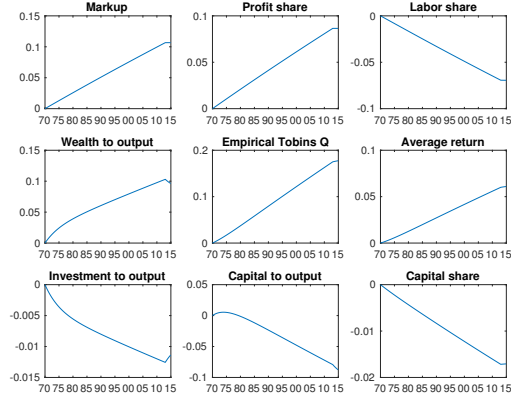 Markup Profit share Labor share
0.15 0.1 0
0.1
0.05 0.05 -0.05
0 0 -0.1
70 75 80 85 90 95 00 05 10 15 70 75 80 85 90 95 00 05 10 15 70 75 80 85 90 95 00 05 10 15
Wealth to output Empirical Tobins Q Average return
0.15 0.2 0.1
0.1 0.1 0.05
0.05
0 0 0
70 75 80 85 90 95 00 05 10 15 70 75 80 85 90 95 00 05 10 15 70 75 80 85 90 95 00 05 10 15
Investment to output Capital to output Capital share
0 0.05 0
-0.005 0 -0.01
-0.01 -0.05
-0.015 -0.1 -0.02
70 75 80 85 90 95 00 05 10 15 70 75 80 85 90 95 00 05 10 15 70 75 80 85 90 95 00 05 10 15